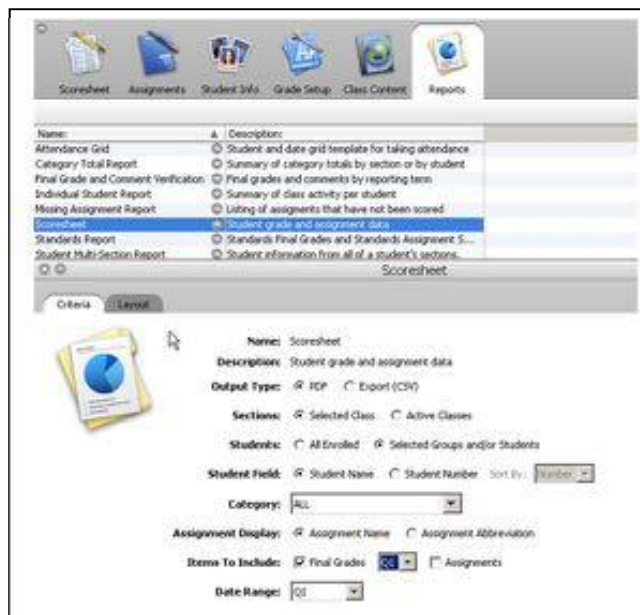 Scoresheet Assignments Student Info Grade Setup Class Content Reports
Name: Description:
Attendance Grid Student and date grid template for taking attendance
Category Total Report Summary of category totals by section or by student
Final Grade and Comment Verification Final grades and comments by reporting term
Individual Student Report Summary of class activity per student
Missing Assignment Report Listing of assigments that have not been scored
Scoresheet Student grade and assignment data
Standards Report Standards Final Grades and Standards Assignment S...
Student Multi-Section Report Student information from all of a student's sections.
Scoresheet
Criteria Layout
Name: Scoresheet
Description: Student grade and assignment data
Output Type: PDF Export (CSV)
Sections: Selected Class Active Classes
Students: All Enrolled Selected Groups and/or Students
Student Field: Student Name Student Number Sort By: Number
Category: ALL
Assignment Display: Assignment Name Assignment Abbreviation
Items To Include: Final Grades Q1 Assignments
Date Range: Q1